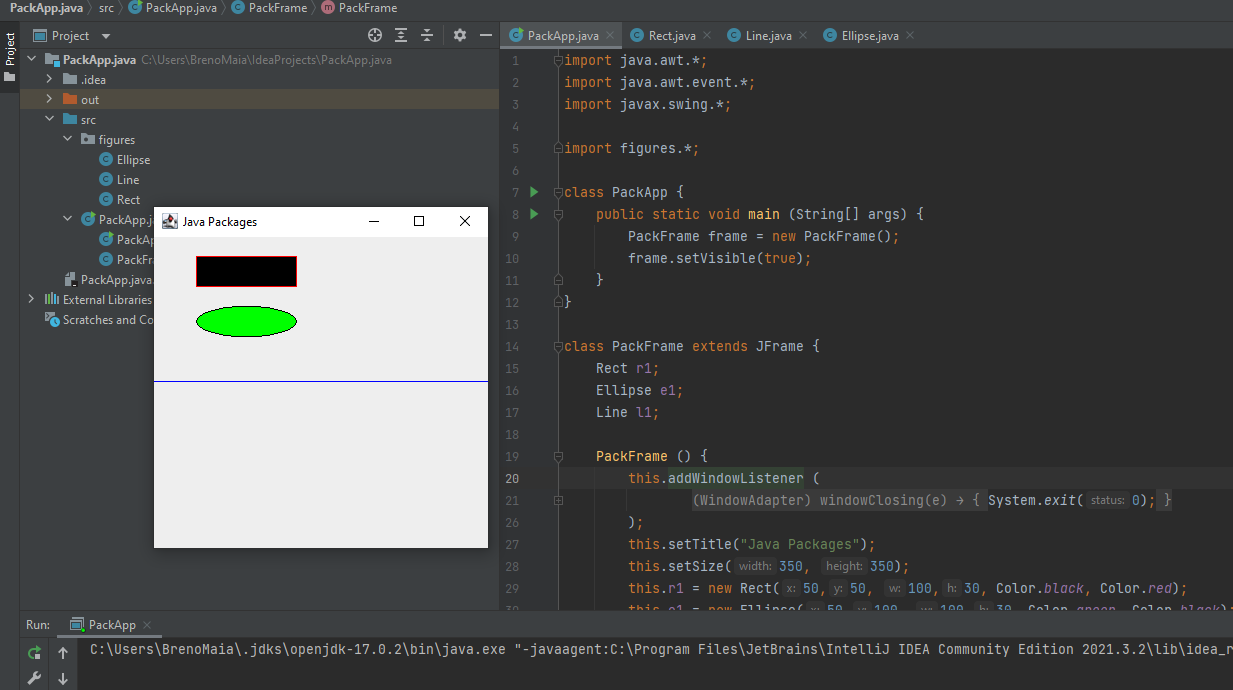 PackApp.java src PackApp.java PackFrame PackFrame
Project
Project
PackApp.java C:\Users\BrenoMaia\IdeaProjects\PackApp.java
.idea
out
src
figures
Ellipse
Line
Rect
PackApp.j
PackAp
PackFra
PackApp.java.
External Libraries
Scratches and Co
Java Packages
PackApp.java Rect.java Line.java Ellipse.java
1 import java.awt.*;
2 import java.awt.event.*;
3 import javax.swing.*;
4
5 import figures.*;
6
7 class PackApp {
8 public static void main (String[] args) {
9 PackFrame frame = new PackFrame();
10 frame.setVisible(true);
11 }
12 }
13
14 class PackFrame extends JFrame {
15 Rect r1;
16 Ellipse e1;
17 Line l1;
18
19 PackFrame () {
20 this.addWindowListener (
21 (WindowAdapter) windowClosing(e) → { System.exit( status: 0); }
26 );
27 this.setTitle("Java Packages");
28 this.setSize( width: 350, height: 350);
29 this.r1 = new Rect( x: 50, y: 50, w: 100, h: 30, Color.black, Color.red);
30 this.e1 = new Ellipse( x: 50, y: 100, w: 100, h: 30, Color.green, Color.black);
Run: PackApp
C:\Users\BrenoMaia\.jdks\openjdk-17.0.2\bin\java.exe "-javaagent:C:\Program Files\JetBrains\IntelliJ IDEA Community Edition 2021.3.2\lib\idea_r